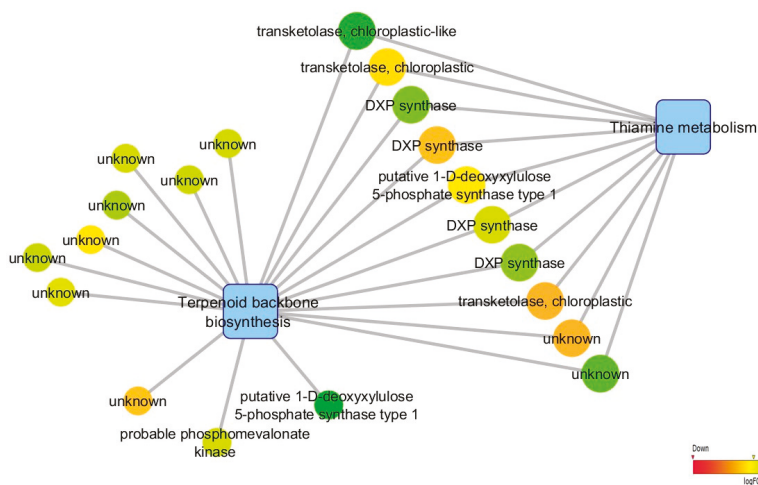 transketolase, chloroplastic-like
transketolase, chloroplastic
DXP synthase
Thiamine metabolism
DXP synthase
unknown
unknown
unknown
putative 1-D-deoxyxylulose
5-phosphate synthase type 1
unknown
DXP synthase
unknown
unknown
DXP synthase
unknown
Terpenoid backbone
biosynthesis
transketolase, chloroplastic
unknown
unknown
unknown
putative 1-D-deoxyxylulose
5-phosphate synthase type 1
probable phosphomevalonate
kinase
Down